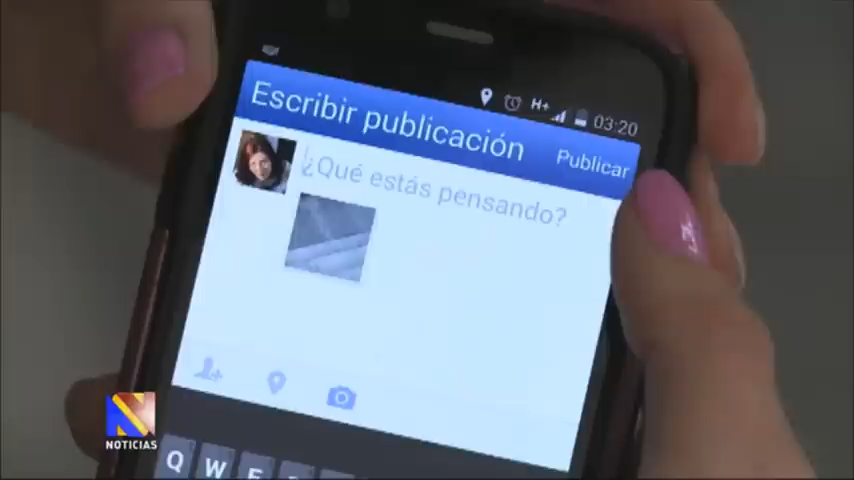 H+ 03:20
Escribir publicación Publicar
¿Qué estás pensando?
NOTICIAS
Q W E